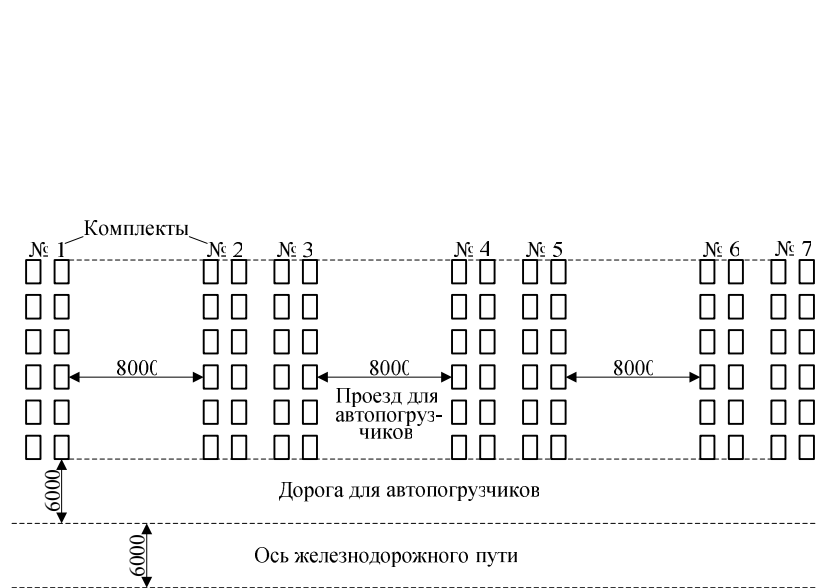 Комплекты
№ 1 № 2 № 3 № 4 № 5 № 6 № 7
8000 8000 8000
Проезд для
автопогруз-
чиков
6000
Дорога для автопогрузчиков
6000
Ось железнодорожного пути